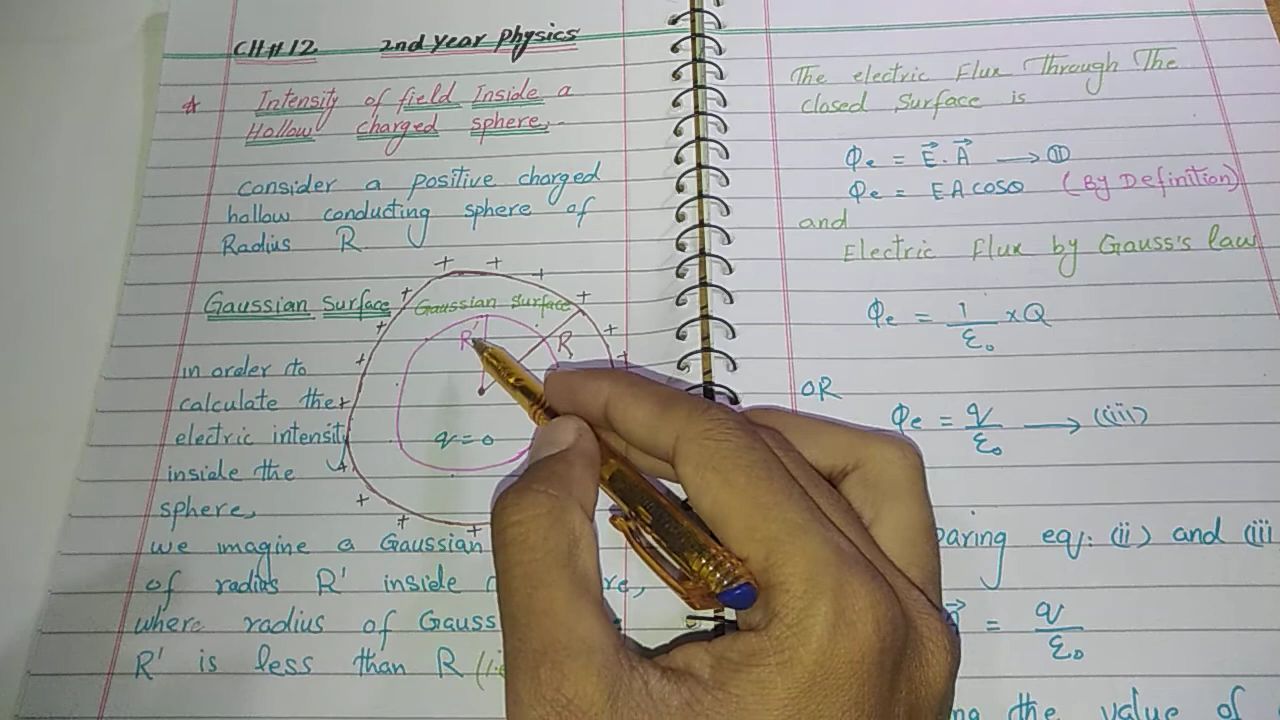 CH#12 2nd Year Physics
* Intensity of field Inside a
Hollow charged sphere,-
Consider a positive charged
hollow conducting sphere of
Radius R.
Gaussian Surface
Gaussian Surface
R'
R
q = 0
in order to
calculate the
electric intensity
inside the
sphere,
we imagine a Gaussian
of radius R' inside
where radius of Gauss
R' is less than R
The electric Flux Through The
closed Surface is
Φe = E⃗ . A⃗ ⟶ (ii)
Φe = EA cosθ (By Definition)
and
Electric Flux by Gauss's law
Φe = 1/ε₀ × Q
OR
Φe = q/ε₀ ⟶ (iii)
eq: (ii) and (iii
= q/ε₀
the value of